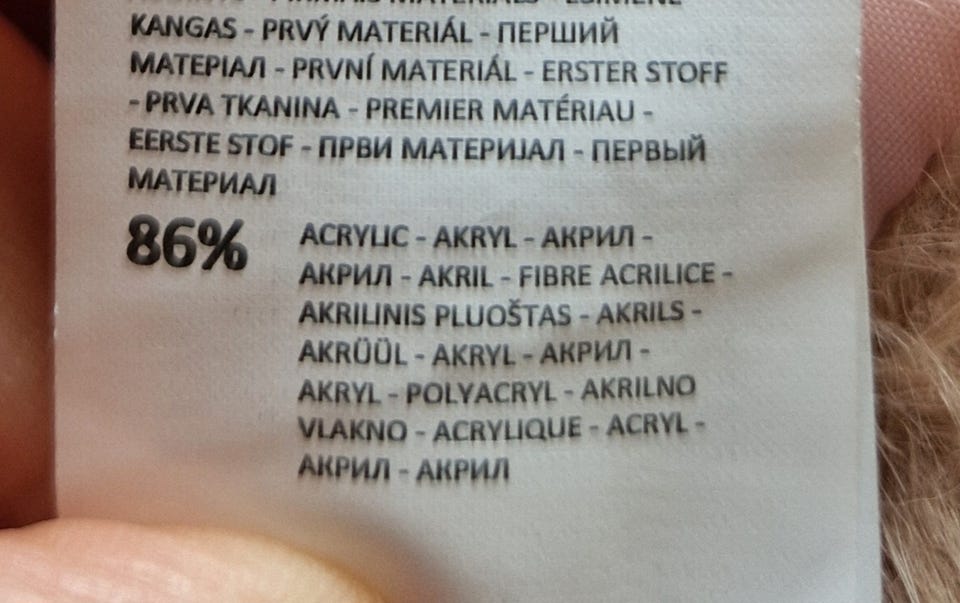 MATERIALS - ESIMENE
KANGAS - PRVÝ MATERIÁL - ПЕРШИЙ
МАТЕРІАЛ - PRVNÍ MATERIÁL - ERSTER STOFF
- PRVA TKANINA - PREMIER MATÉRIAU -
EERSTE STOF - ПРВИ МАТЕРИЈАЛ - ПЕРВЫЙ
МАТЕРИАЛ
86%
ACRYLIC - AKRYL - АКРИЛ -
АКРИЛ - AKRIL - FIBRE ACRILICE -
AKRILINIS PLUOŠTAS - AKRILS -
AKRÜÜL - AKRYL - АКРИЛ -
AKRYL - POLYACRYL - AKRILNO
VLAKNO - ACRYLIQUE - ACRYL -
АКРИЛ - АКРИЛ